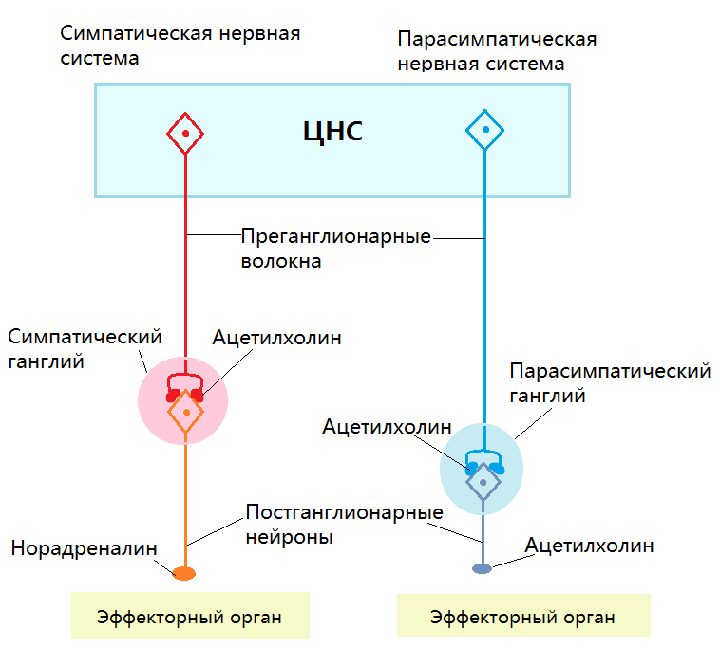 Симпатическая нервная
система
Парасимпатическая
нервная система
ЦНС
Преганглионарные
волокна
Симпатический
ганглий
Ацетилхолин
Парасимпатический
ганглий
Ацетилхолин
Постганглионарные
нейроны
Норадреналин
Ацетилхолин
Эффекторный орган
Эффекторный орган